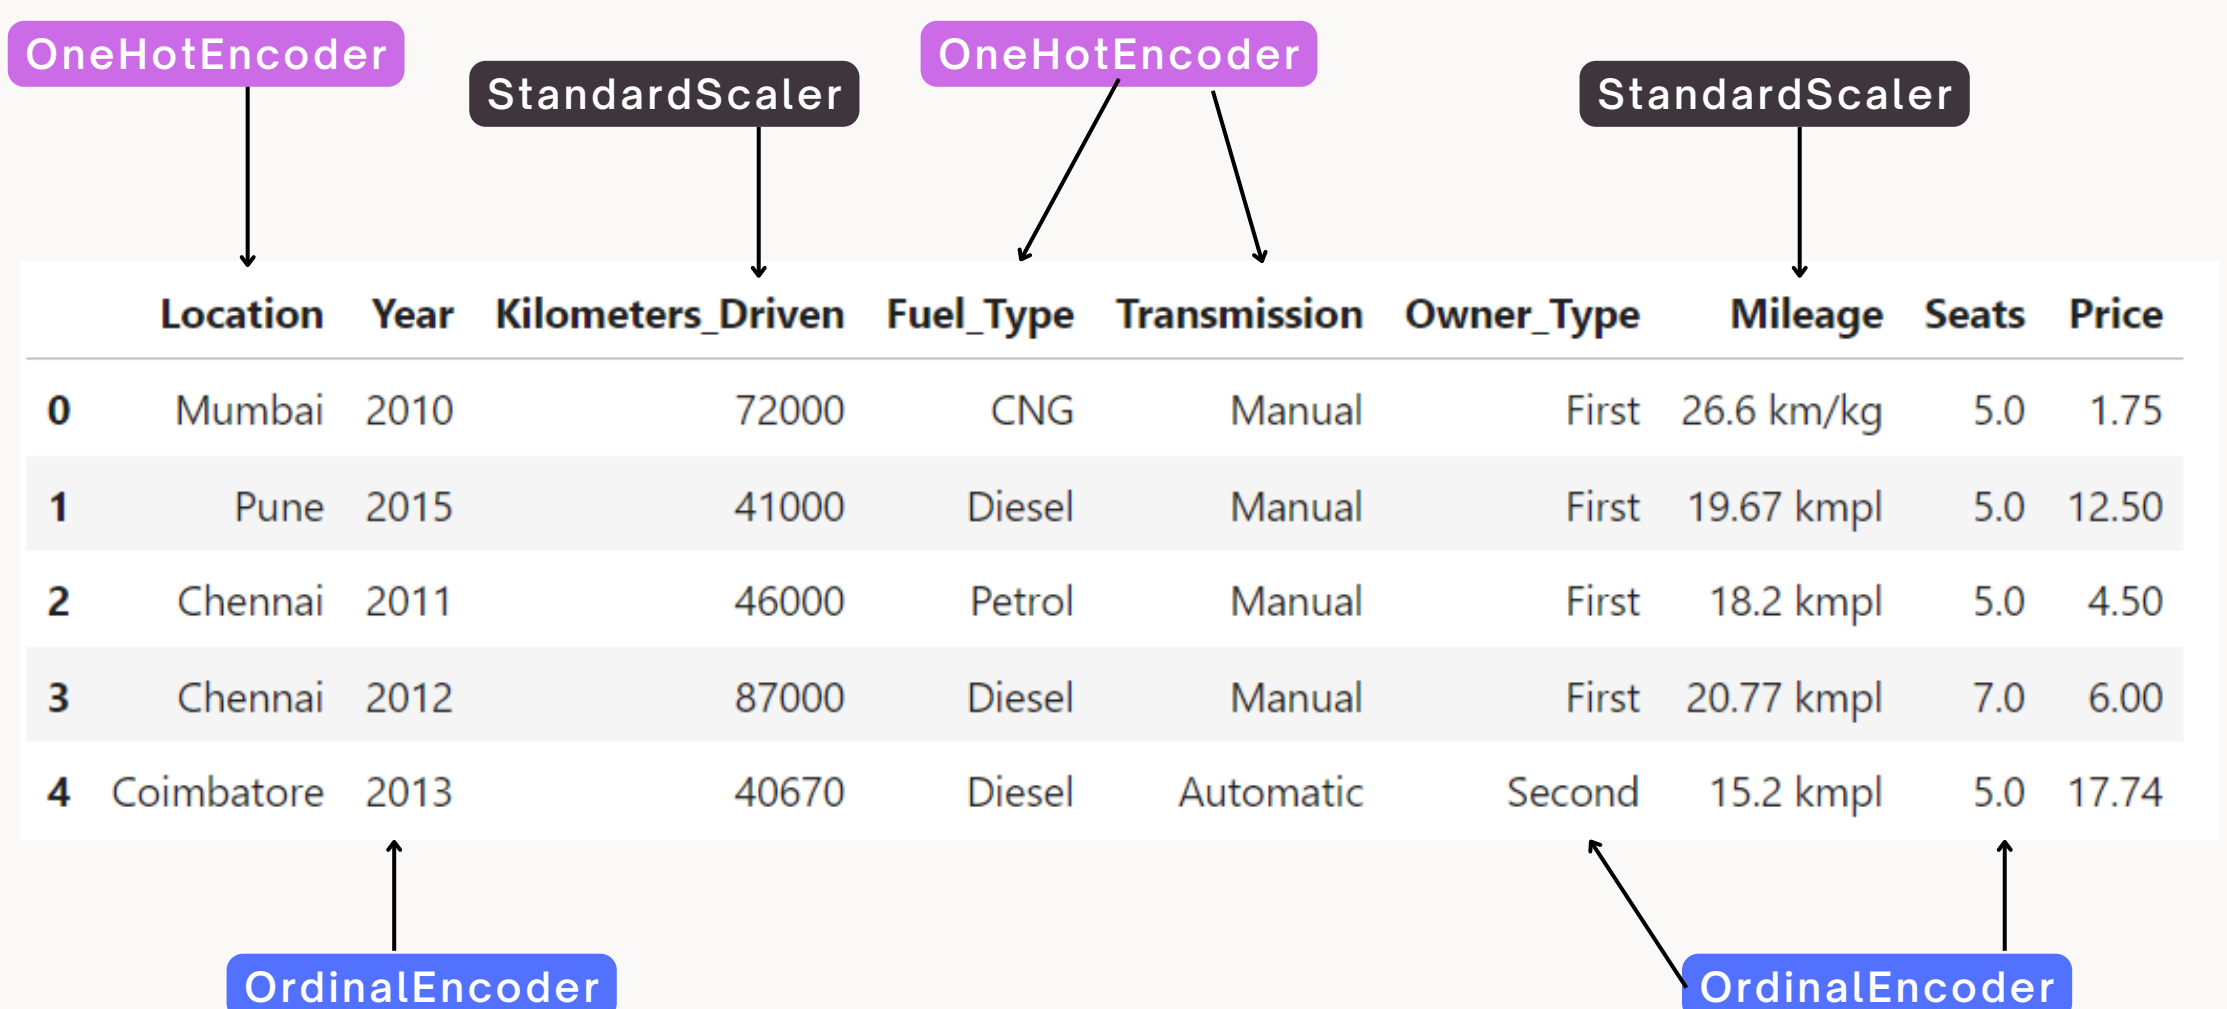 OneHotEncoder
OneHotEncoder
StandardScaler
StandardScaler
Location Year Kilometers_Driven Fuel_Type Transmission Owner_Type Mileage Seats Price
0 Mumbai 2010 72000 CNG Manual First 26.6 km/kg 5.0 1.75
1 Pune 2015 41000 Diesel Manual First 19.67 kmpl 5.0 12.50
2 Chennai 2011 46000 Petrol Manual First 18.2 kmpl 5.0 4.50
3 Chennai 2012 87000 Diesel Manual First 20.77 kmpl 7.0 6.00
4 Coimbatore 2013 40670 Diesel Automatic Second 15.2 kmpl 5.0 17.74
OrdinalEncoder
OrdinalEncoder